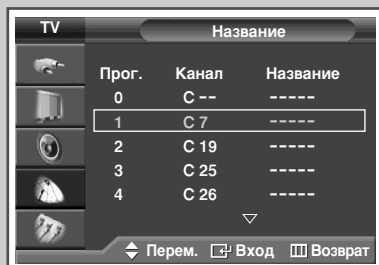 TV Название
Прог. Канал Название
0 C -- -----
1 C 7 -----
2 C 19 -----
3 C 25 -----
4 C 26 -----
Перем. Вход Возврат